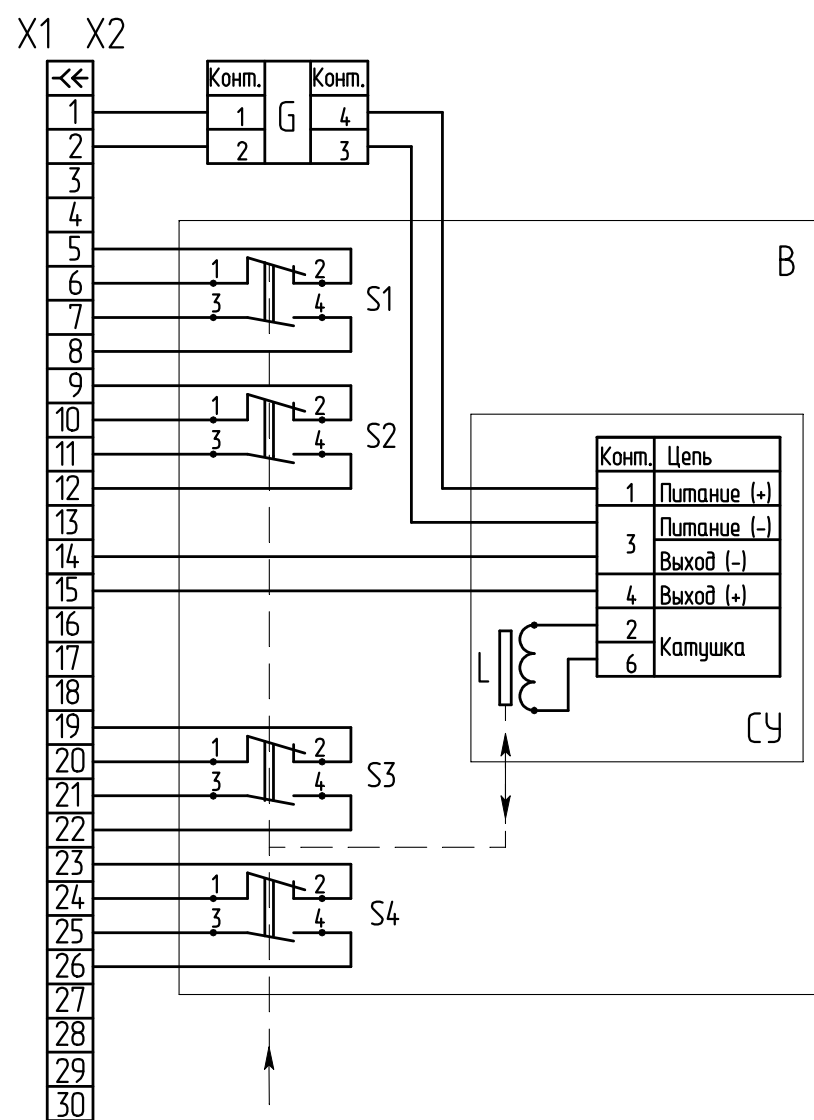 X1 X2
Конт. G Конт.
1 4
2 3
1
2
3
4
5
6
7
8
9
10
11
12
13
14
15
16
17
18
19
20
21
22
23
24
25
26
27
28
29
30
В
1 2
3 4
S1
1 2
3 4
S2
Конт. Цепь
1 Питание (+)
3 Питание (-)
Выход (-)
4 Выход (+)
2 Катушка
6
L
СУ
1 2
3 4
S3
1 2
3 4
S4